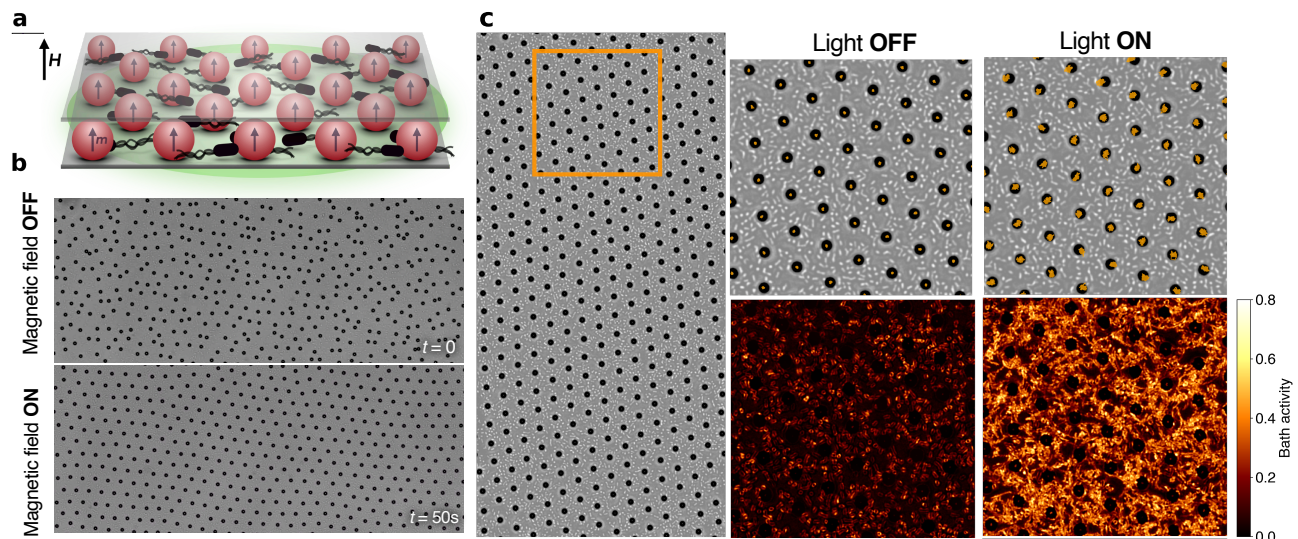 a
H
m
b
Magnetic field OFF
t = 0
Magnetic field ON
t = 50s
c
Light OFF
Light ON
0.8
0.6
0.4
0.2
0.0
Bath activity